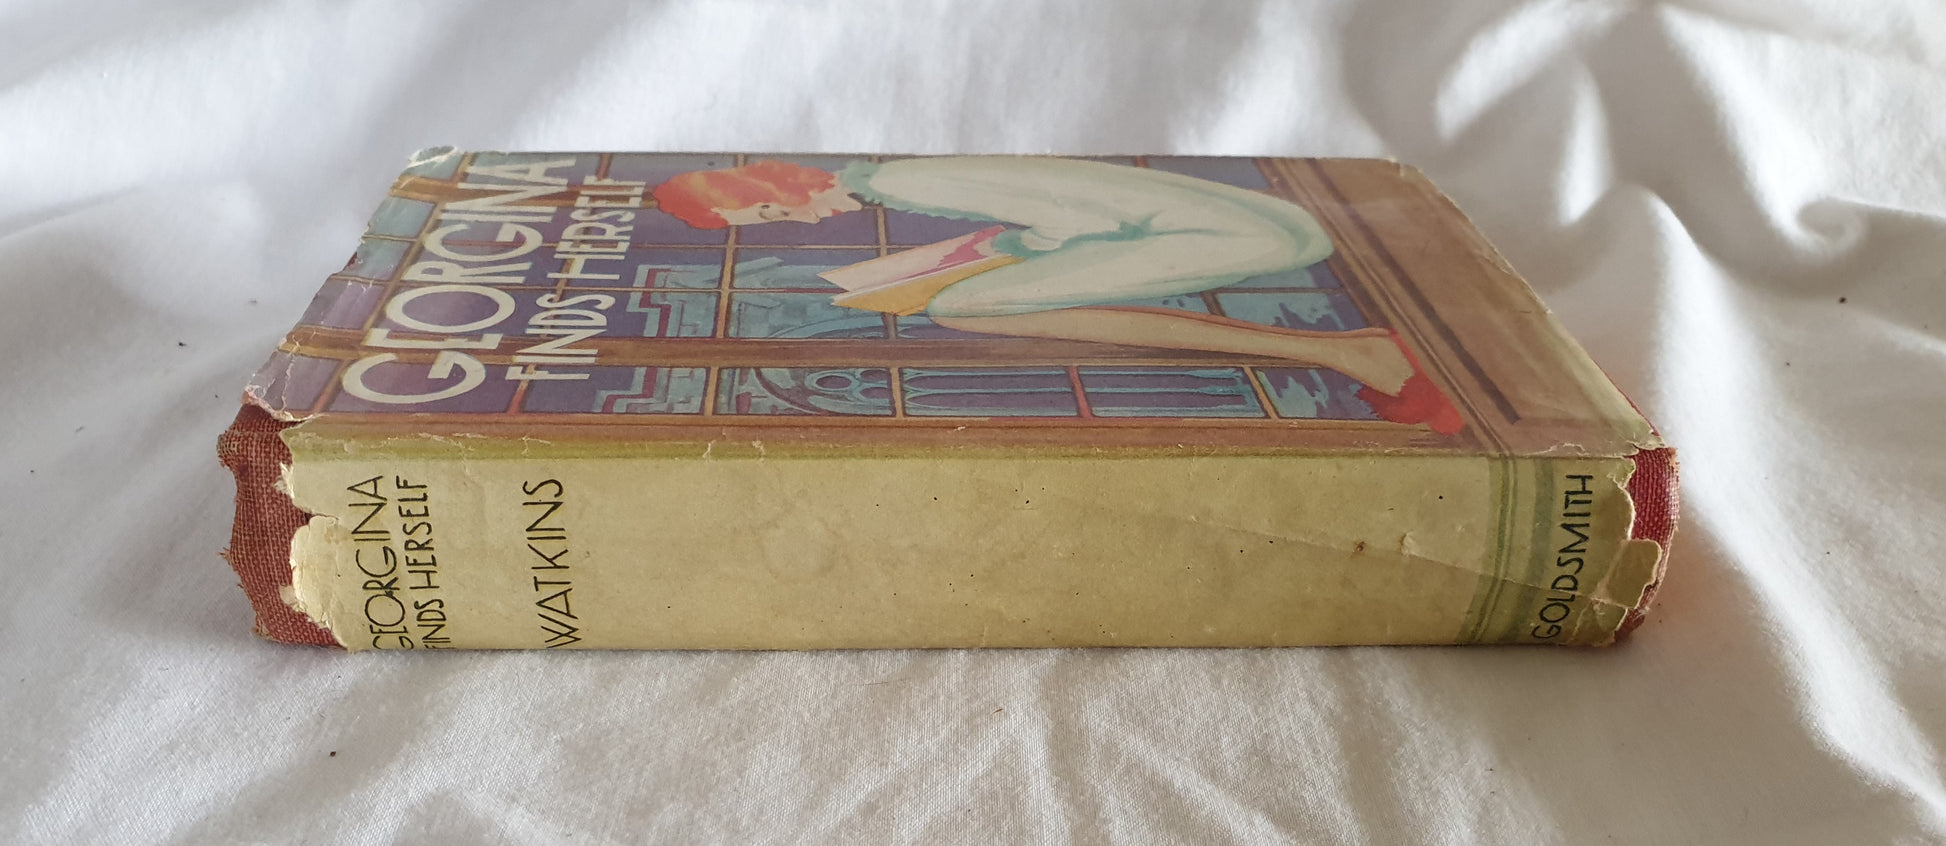 GEORGINA
FINDS HERSELF
GEORGINA
FINDS HERSELF
WATKINS
GOLDSMITH